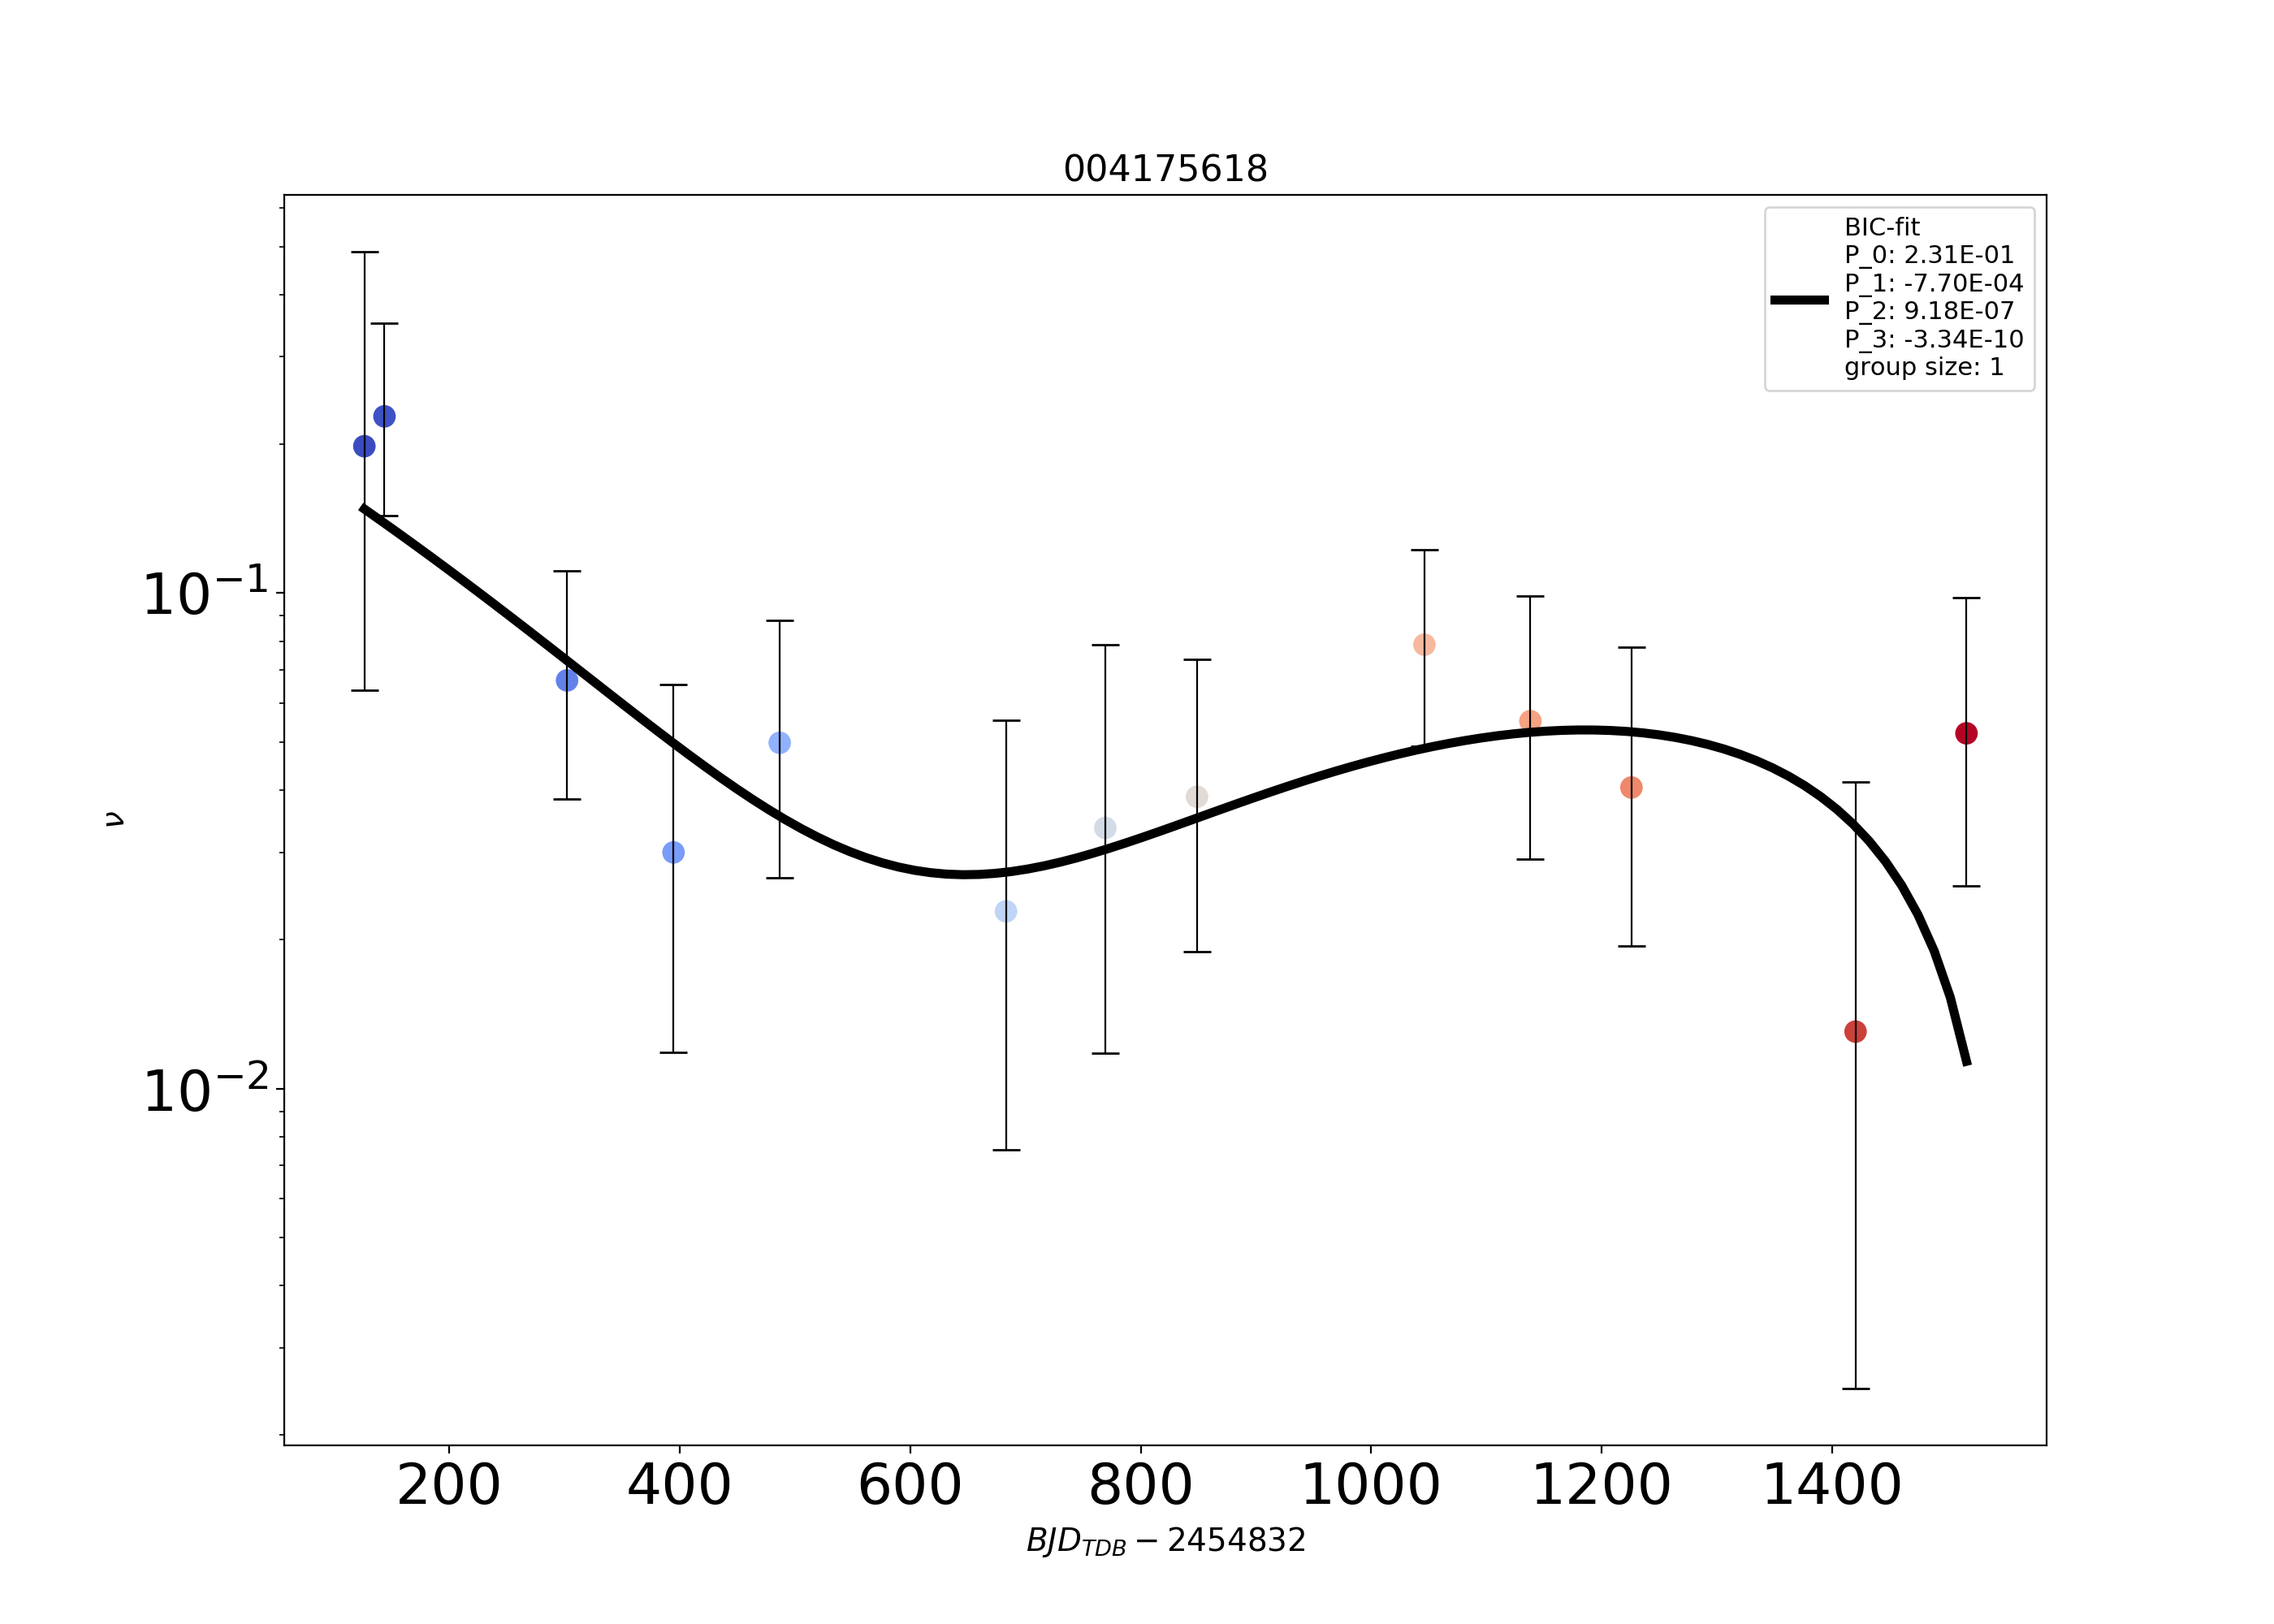 004175618
BIC-fit
P_0: 2.31E-01
P_1: -7.70E-04
P_2: 9.18E-07
P_3: -3.34E-10
group size: 1
10⁻¹
10⁻²
ν
200 400 600 800 1000 1200 1400
BJD_TDB − 2454832